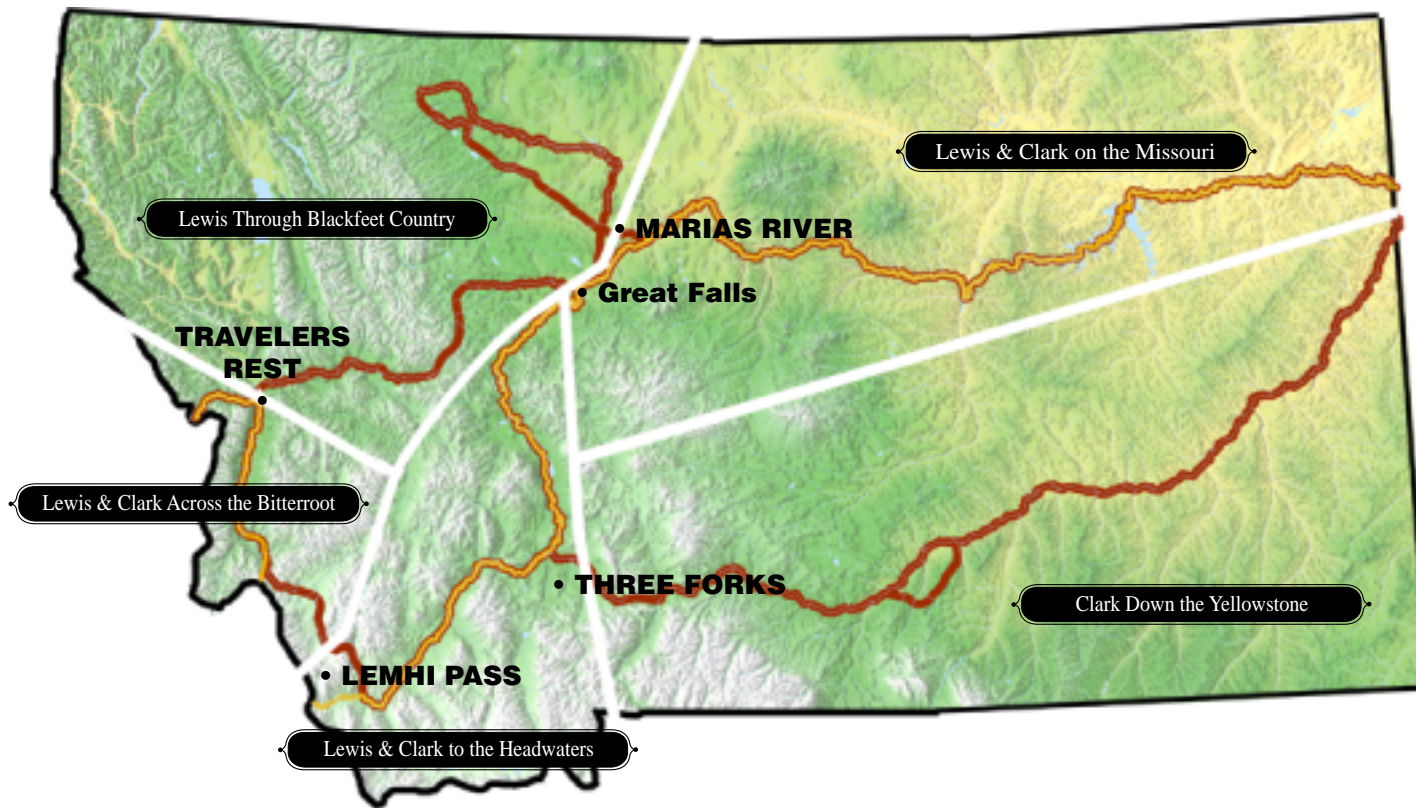 Lewis & Clark on the Missouri
Lewis Through Blackfeet Country
• MARIAS RIVER
• Great Falls
TRAVELERS
REST
Lewis & Clark Across the Bitterroot
• THREE FORKS
Clark Down the Yellowstone
• LEMHI PASS
Lewis & Clark to the Headwaters